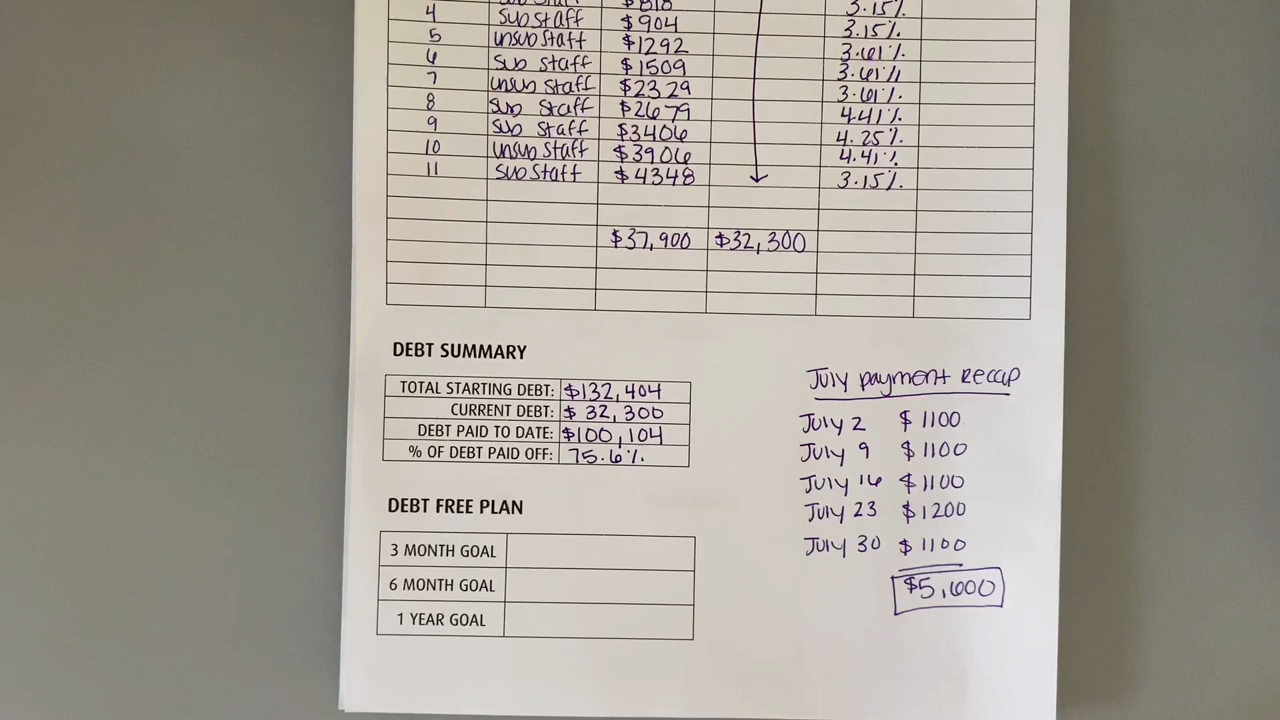 $818 3.15%
4 Sub Staff $904 3.15%
5 unsub Staff $1292 3.61%
6 Sub Staff $1509 3.61%
7 unsub Staff $2329 3.61%
8 Sub Staff $2679 4.41%
9 Sub Staff $3406 4.25%
10 unsub Staff $3906 4.41%
11 Sub Staff $4348 3.15%
$37,900 $32,300
DEBT SUMMARY
TOTAL STARTING DEBT: $132,404
CURRENT DEBT: $32,300
DEBT PAID TO DATE: $100,104
% OF DEBT PAID OFF: 75.6%
DEBT FREE PLAN
3 MONTH GOAL
6 MONTH GOAL
1 YEAR GOAL
July payment recap
July 2 $1100
July 9 $1100
July 16 $1100
July 23 $1200
July 30 $1100
$5,600